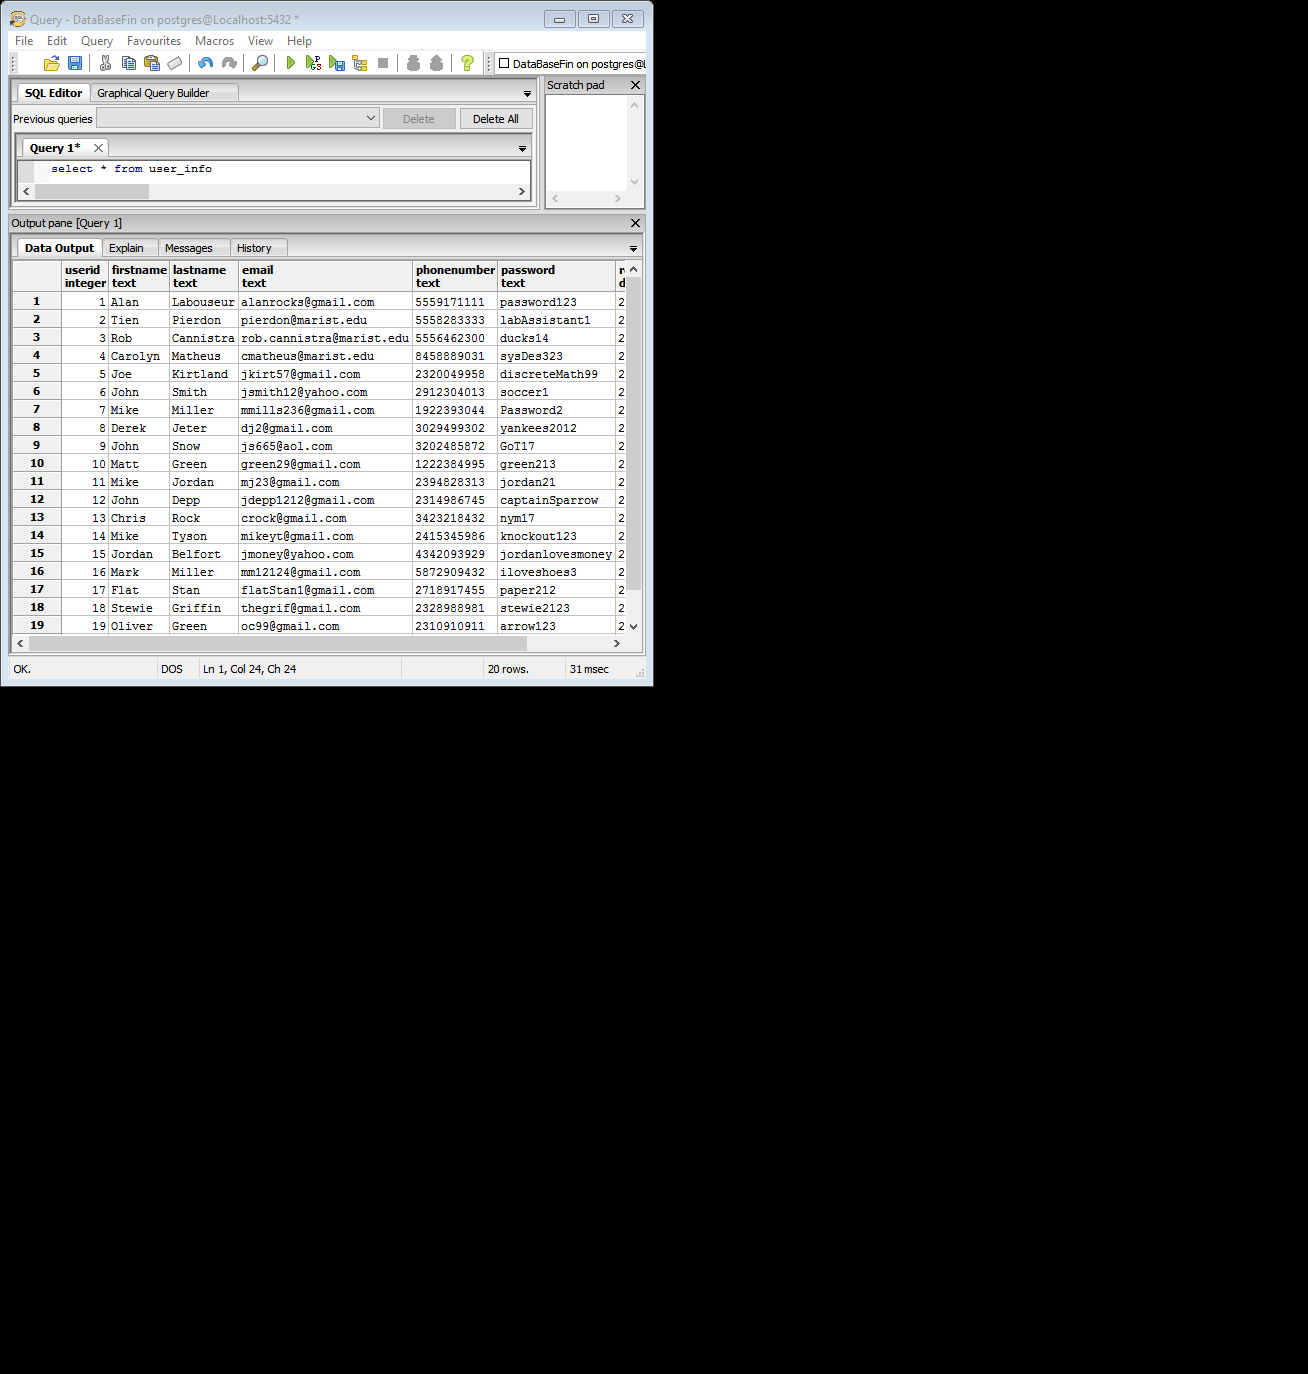 Query - DataBaseFin on postgres@Localhost:5432 *
File Edit Query Favourites Macros View Help
DataBaseFin on postgres@L
SQL Editor Graphical Query Builder
Scratch pad
Previous queries Delete Delete All
Query 1*
select * from user_info
Output pane [Query 1]
Data Output Explain Messages History
userid firstname lastname email phonenumber password
integer text text text text text d
1 1 Alan Labouseur alanrocks@gmail.com 5559171111 password123 2
2 2 Tien Pierdon pierdon@marist.edu 5558283333 labAssistant1 2
3 3 Rob Cannistra rob.cannistra@marist.edu 5556462300 ducks14 2
4 4 Carolyn Matheus cmatheus@marist.edu 8458889031 sysDes323 2
5 5 Joe Kirtland jkirt57@gmail.com 2320049958 discreteMath99 2
6 6 John Smith jsmith12@yahoo.com 2912304013 soccer1 2
7 7 Mike Miller mmills236@gmail.com 1922393044 Password2 2
8 8 Derek Jeter dj2@gmail.com 3029499302 yankees2012 2
9 9 John Snow js665@aol.com 3202485872 GoT17 2
10 10 Matt Green green29@gmail.com 1222384995 green213 2
11 11 Mike Jordan mj23@gmail.com 2394828313 jordan21 2
12 12 John Depp jdepp1212@gmail.com 2314986745 captainSparrow 2
13 13 Chris Rock crock@gmail.com 3423218432 nym17 2
14 14 Mike Tyson mikeyt@gmail.com 2415345986 knockout123 2
15 15 Jordan Belfort jmoney@yahoo.com 4342093929 jordanlovesmoney 2
16 16 Mark Miller mm12124@gmail.com 5872909432 iloveshoes3 2
17 17 Flat Stan flatStan1@gmail.com 2718917455 paper212 2
18 18 Stewie Griffin thegrif@gmail.com 2328988981 stewie2123 2
19 19 Oliver Green oc99@gmail.com 2310910911 arrow123 2
OK. DOS Ln 1, Col 24, Ch 24 20 rows. 31 msec